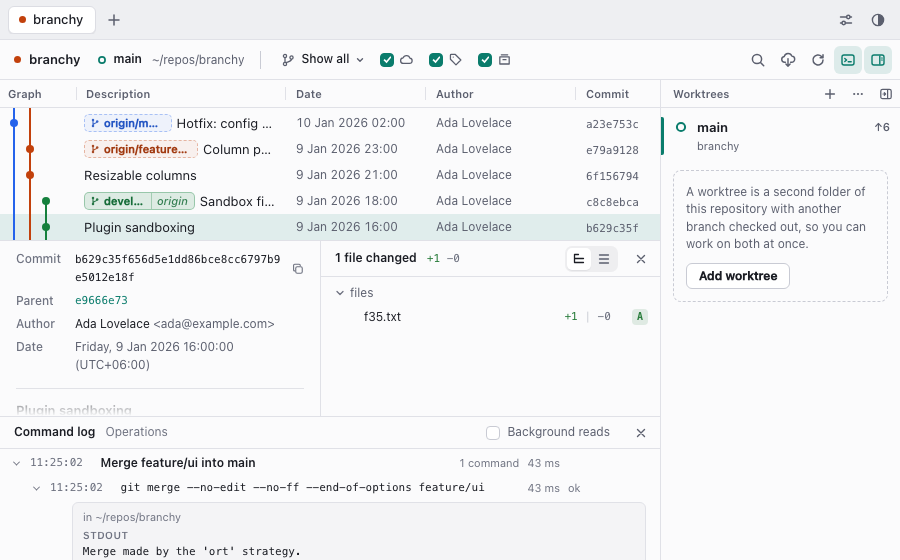 branchy
branchy main ~/repos/branchy Show all
Graph Description Date Author Commit
origin/m... Hotfix: config ... 10 Jan 2026 02:00 Ada Lovelace a23e753c
origin/feature... Column p... 9 Jan 2026 23:00 Ada Lovelace e79a9128
Resizable columns 9 Jan 2026 21:00 Ada Lovelace 6f156794
devel... origin Sandbox fi... 9 Jan 2026 18:00 Ada Lovelace c8c8ebca
Plugin sandboxing 9 Jan 2026 16:00 Ada Lovelace b629c35f
Commit b629c35f656d5e1dd86bce8cc6797b9
e5012e18f
Parent e9666e73
Author Ada Lovelace <ada@example.com>
Date Friday, 9 Jan 2026 16:00:00
(UTC+06:00)
Plugin sandboxing
1 file changed +1 −0
files
f35.txt +1 −0 A
Command log Operations Background reads
11:25:02 Merge feature/ui into main 1 command 43 ms
11:25:02 git merge --no-edit --no-ff --end-of-options feature/ui 43 ms ok
in ~/repos/branchy
STDOUT
Merge made by the 'ort' strategy.
Worktrees
main ↑6
branchy
A worktree is a second folder of
this repository with another
branch checked out, so you can
work on both at once.
Add worktree